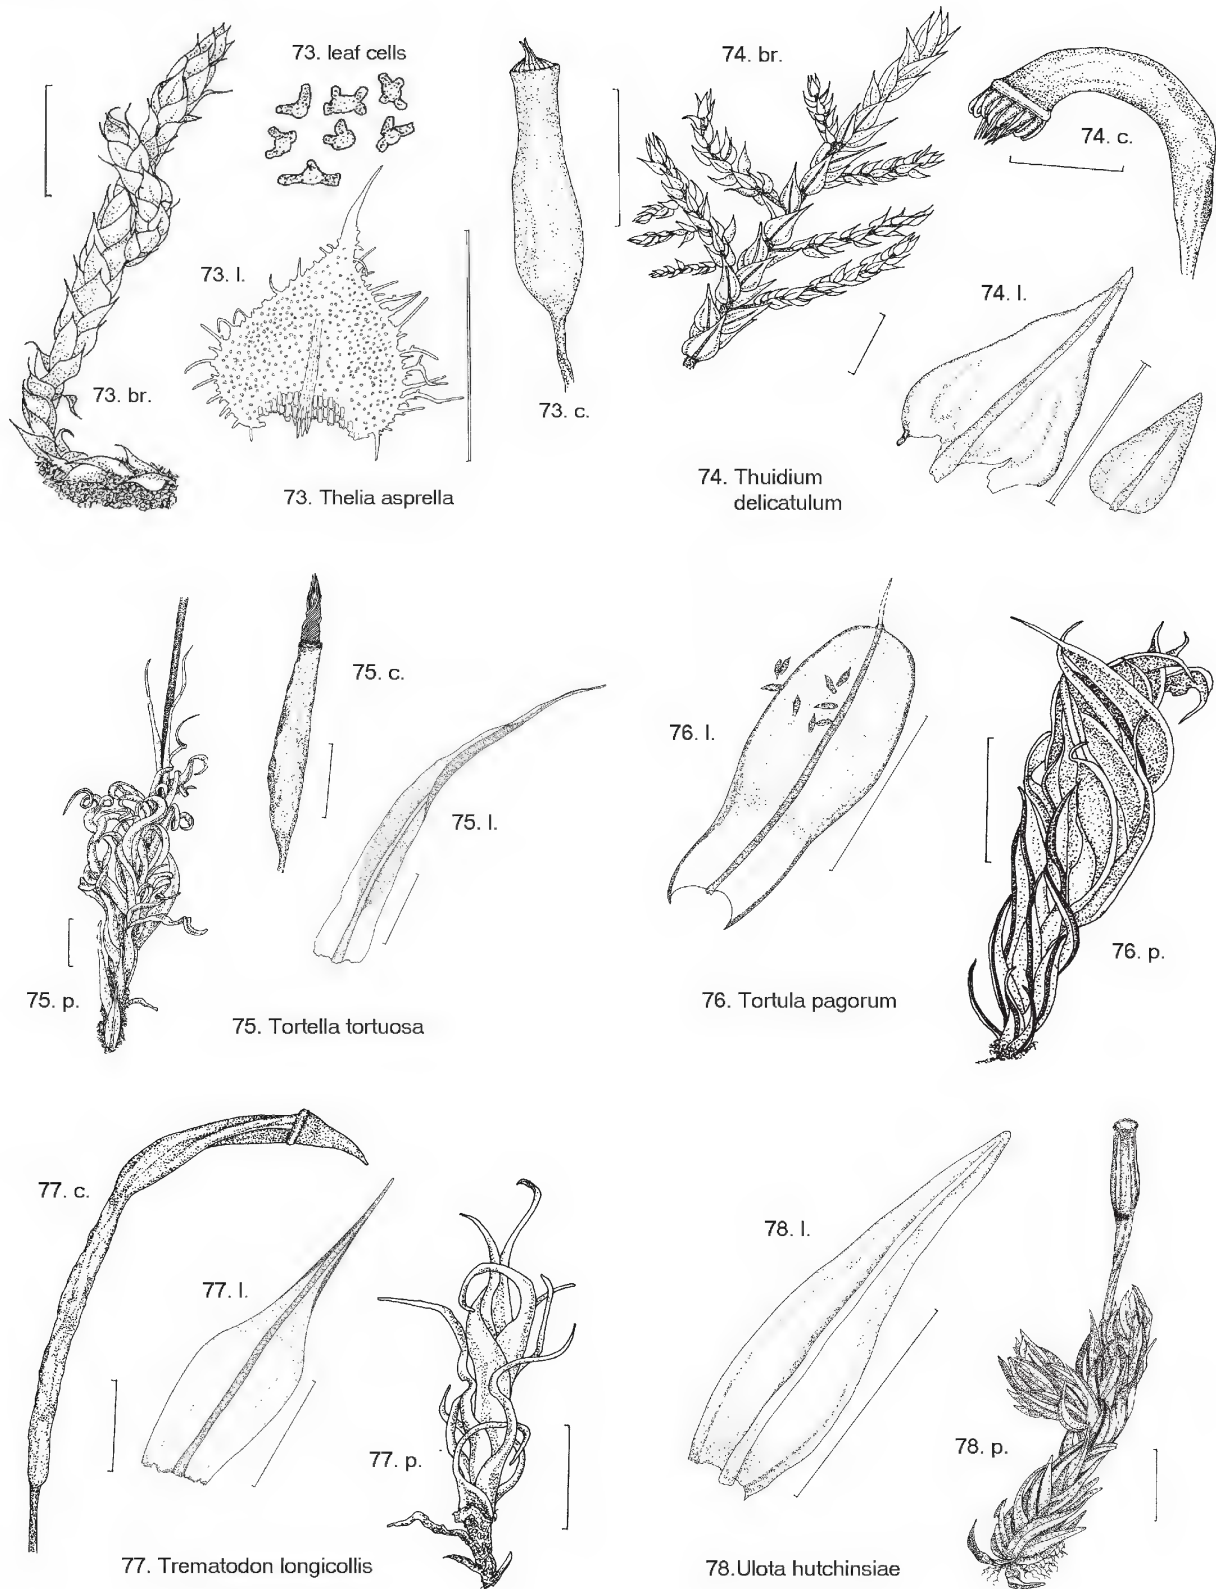 73. leaf cells
74. br.
74. c.
73. l.
74. l.
73. br.
73. c.
74. Thuidium
delicatulum
73. Thelia asprella
75. c.
76. l.
75. l.
76. p.
75. p.
76. Tortula pagorum
75. Tortella tortuosa
77. c.
77. l.
78. l.
77. p.
78. p.
77. Trematodon longicollis
78.Ulota hutchinsiae